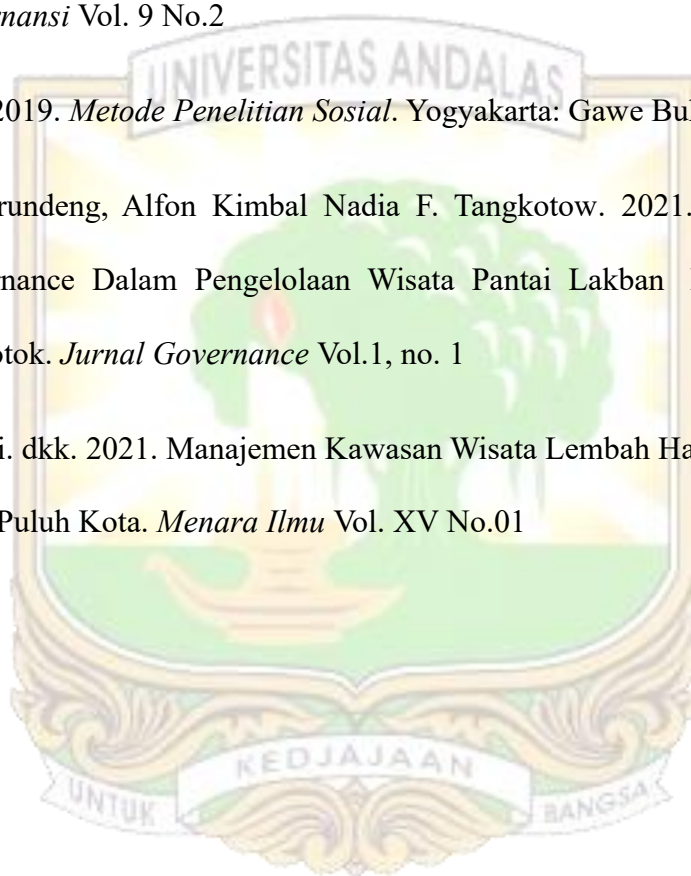 rnansi Vol. 9 No.2
UNIVERSITAS ANDALAS
2019. Metode Penelitian Sosial. Yogyakarta: Gawe Bu
rundeng, Alfon Kimbal Nadia F. Tangkotow. 2021.
rnance Dalam Pengelolaan Wisata Pantai Lakban
otok. Jurnal Governance Vol.1, no. 1
i. dkk. 2021. Manajemen Kawasan Wisata Lembah Ha
Puluh Kota. Menara Ilmu Vol. XV No.01
KEDJAJAAN
UNTUK BANGSA